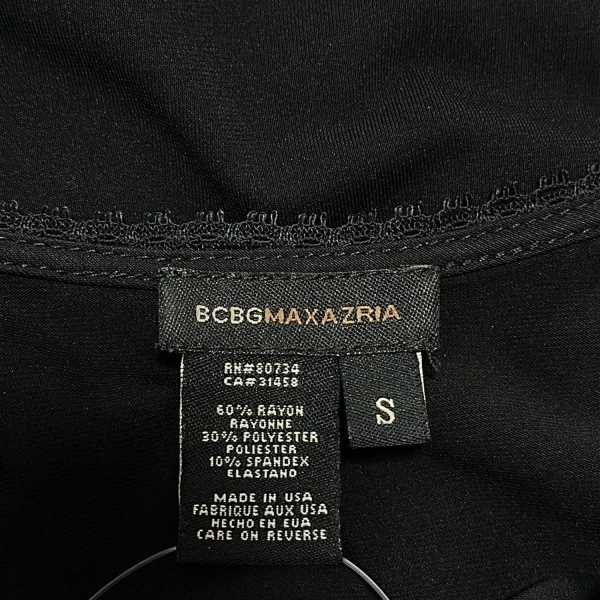 BCBGMAXAZRIA
RN#80734
CA#31458
S
60% RAYON
RAYONNE
30% POLYESTER
POLIESTER
10% SPANDEX
ELASTANO
MADE IN USA
FABRIQUE AUX USA
HECHO EN EUA
CARE ON REVERSE